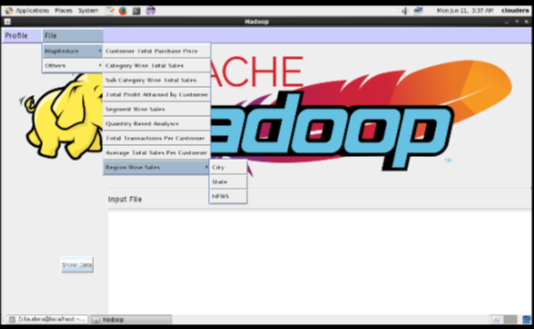 Applications Places System
Mon Jun 11, 3:37 AM cloudera
Hadoop
Profile File
MapReduce
Others
Customer Total Purchase Price
Category Wise Total Sales
Sub Category Wise Total Sales
Total Profit Attained by Customer
Segment Wise Sales
Quantity Based Analysis
Total Transactions Per Customer
Average Total Sales Per Customer
Region Wise Sales
City
State
NEWS
ACHE
hadoop
Input File
Show Data
[cloudera@localhost:~...
Hadoop